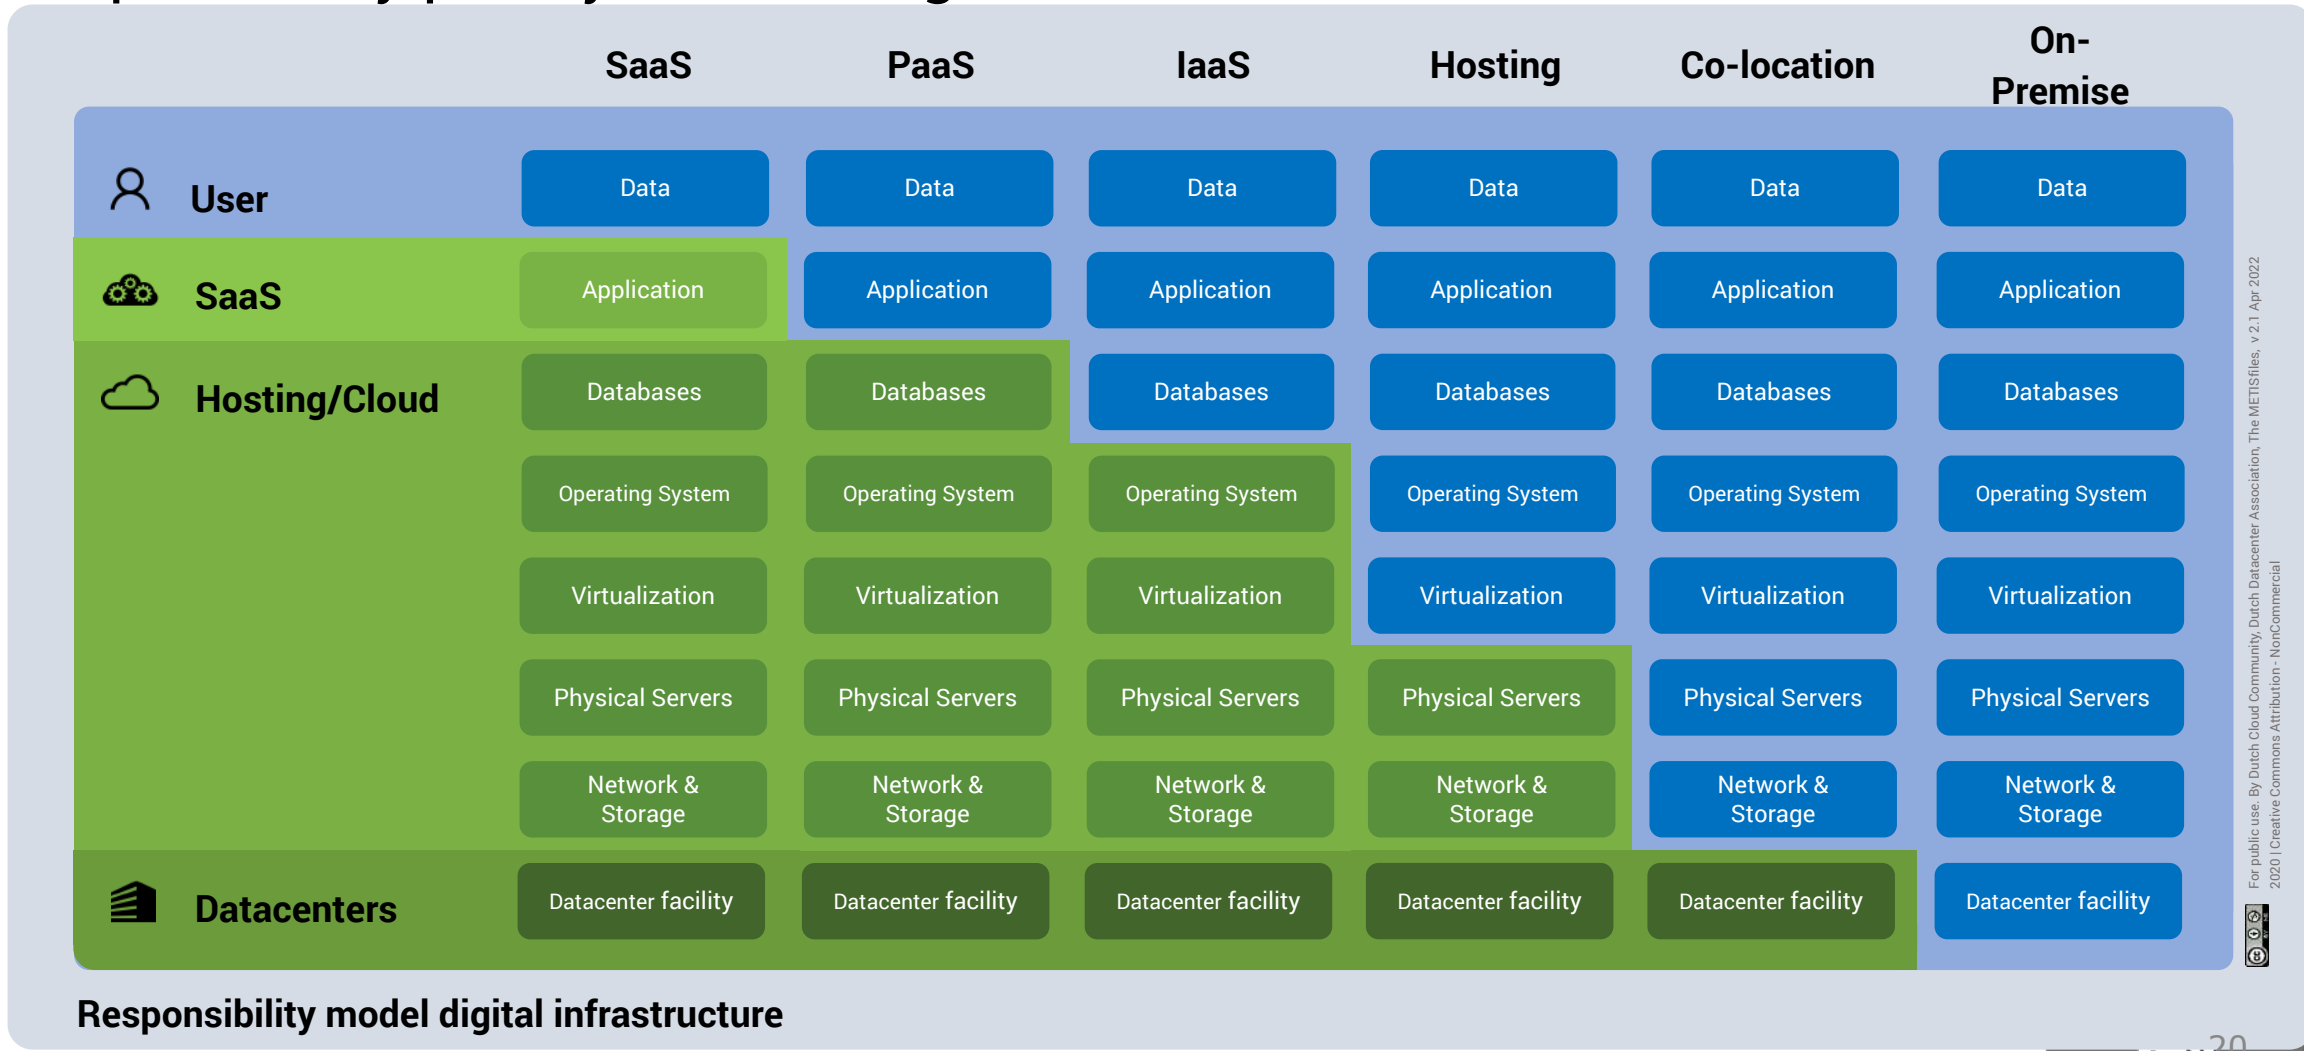 SaaS PaaS IaaS Hosting Co-location On-
Premise
User Data Data Data Data Data Data
SaaS Application Application Application Application Application Application
Hosting/Cloud Databases Databases Databases Databases Databases Databases
Operating System Operating System Operating System Operating System Operating System Operating System
Virtualization Virtualization Virtualization Virtualization Virtualization Virtualization
Physical Servers Physical Servers Physical Servers Physical Servers Physical Servers Physical Servers
Network & Network & Network & Network & Network & Network &
Storage Storage Storage Storage Storage Storage
Datacenters Datacenter facility Datacenter facility Datacenter facility Datacenter facility Datacenter facility Datacenter facility
Responsibility model digital infrastructure
For public use. By Dutch Cloud Community, Dutch Datacenter Association, The METISfiles, v 2.1 Apr 2022
2020 | Creative Commons Attribution - NonCommercial
cc
20